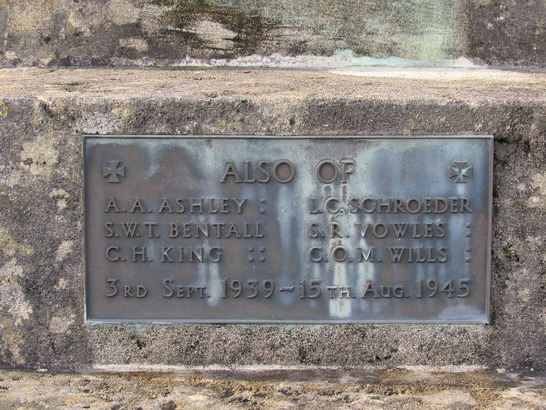 ALSO OF
A. A. ASHLEY : L. C. SCHROEDER
S. W. T. BENTALL S. R. VOWLES :
C. H. KING :: C. O. M. WILLS :
3RD SEPT. 1939 ~ 15TH AUG. 1945